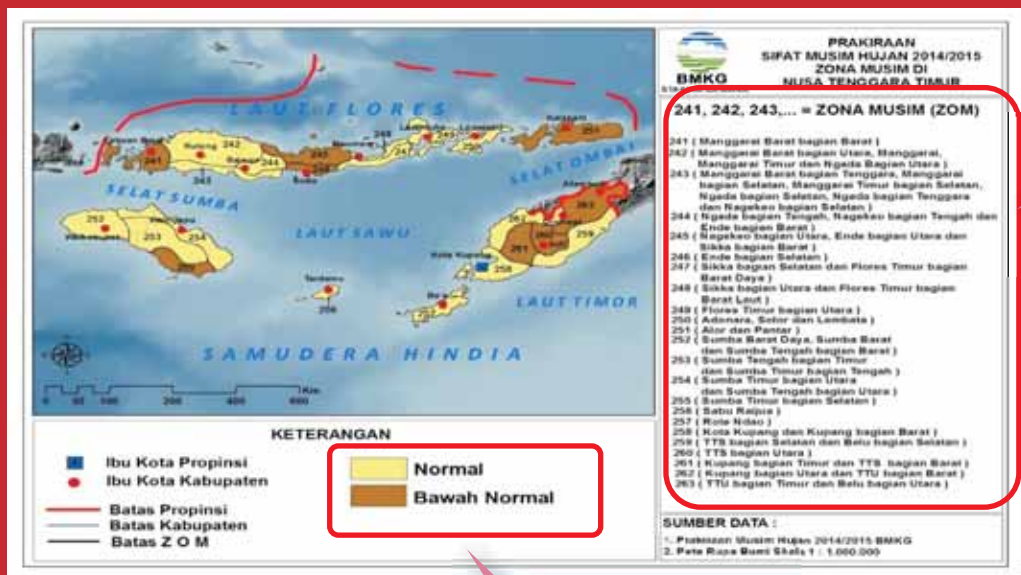 PRAKIRAAN
SIFAT MUSIM HUJAN 2014/2015
ZONA MUSIM DI
NUSA TENGGARA TIMUR
BMKG
241, 242, 243,... = ZONA MUSIM (ZOM)
241 ( Manggarai Barat bagian Barat )
242 ( Manggarai Barat bagian Utara, Manggarai,
Manggarai Timur dan Ngada Bagian Utara )
243 ( Manggarai Barat bagian Tenggara, Manggarai
bagian Selatan, Manggarai Timur bagian Selatan,
Ngada bagian Selatan, Ngada bagian Tenggara
dan Nagekeo bagian Selatan )
244 ( Ngada bagian Tengah, Nagekeo bagian Tengah dan
Ende bagian Barat )
245 ( Nagekeo bagian Utara, Ende bagian Utara dan
Sikka bagian Barat )
246 ( Ende bagian Selatan )
247 ( Sikka bagian Selatan dan Flores Timur bagian
Barat Daya )
248 ( Sikka bagian Utara dan Flores Timur bagian
Barat Laut )
249 ( Flores Timur bagian Utara )
250 ( Adonara, Solor dan Lembata )
251 ( Alor dan Pantar )
252 ( Sumba Barat Daya, Sumba Barat
dan Sumba Tengah bagian Barat )
253 ( Sumba Tengah bagian Timur
dan Sumba Timur bagian Tengah )
254 ( Sumba Timur bagian Utara
dan Sumba Tengah bagian Utara )
255 ( Sumba Timur bagian Selatan )
256 ( Sabu Raijua )
257 ( Rote Ndao )
258 ( Kota Kupang dan Kupang bagian Barat )
259 ( TTS bagian Selatan dan Belu bagian Selatan )
260 ( TTS bagian Utara )
261 ( Kupang bagian Timur dan TTS bagian Barat )
262 ( Kupang bagian Utara dan TTU bagian Barat )
263 ( TTU bagian Timur dan Belu bagian Utara )
SUMBER DATA :
1. Prakiraan Musim Hujan 2014/2015 BMKG
2. Peta Rupa Bumi Skala 1 : 1.000.000
LAUT FLORES
SELAT OMBAI
SELAT SUMBA
LAUT SAWU
LAUT TIMOR
SAMUDERA HINDIA
Kota Kupang
241
242
243
244
248
247
251
252
253
254
256
258
259
261
262
263
0 50 100 200 400 600
Km
KETERANGAN
Ibu Kota Propinsi
Ibu Kota Kabupaten
Batas Propinsi
Batas Kabupaten
Batas Z O M
Normal
Bawah Normal